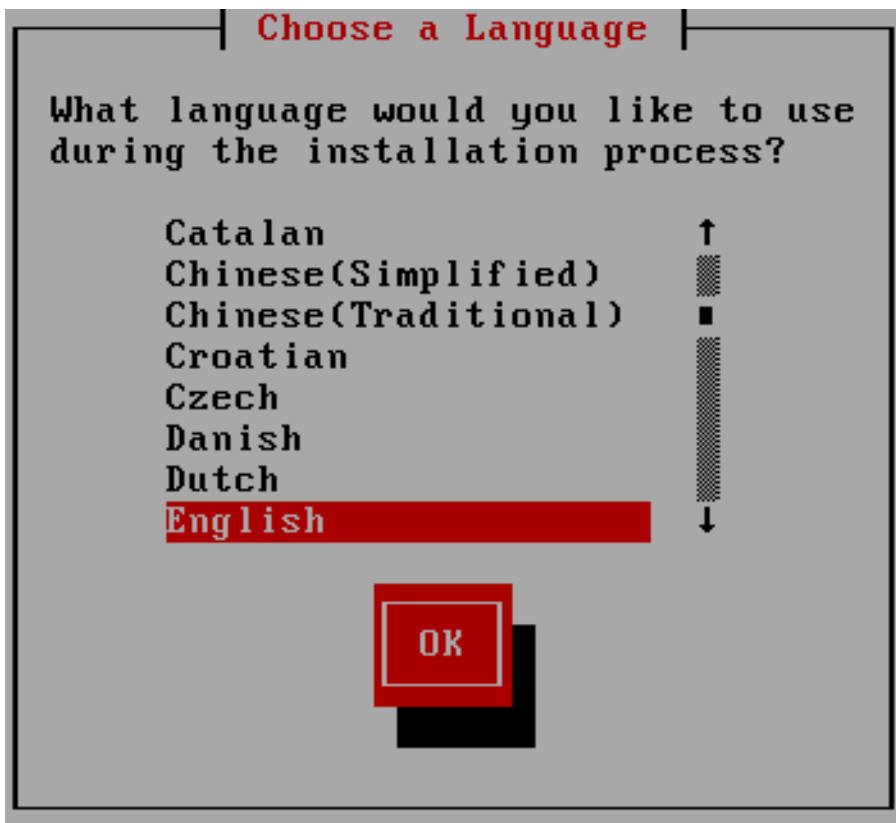 Choose a Language
What language would you like to use
during the installation process?
Catalan
Chinese(Simplified)
Chinese(Traditional)
Croatian
Czech
Danish
Dutch
English
OK